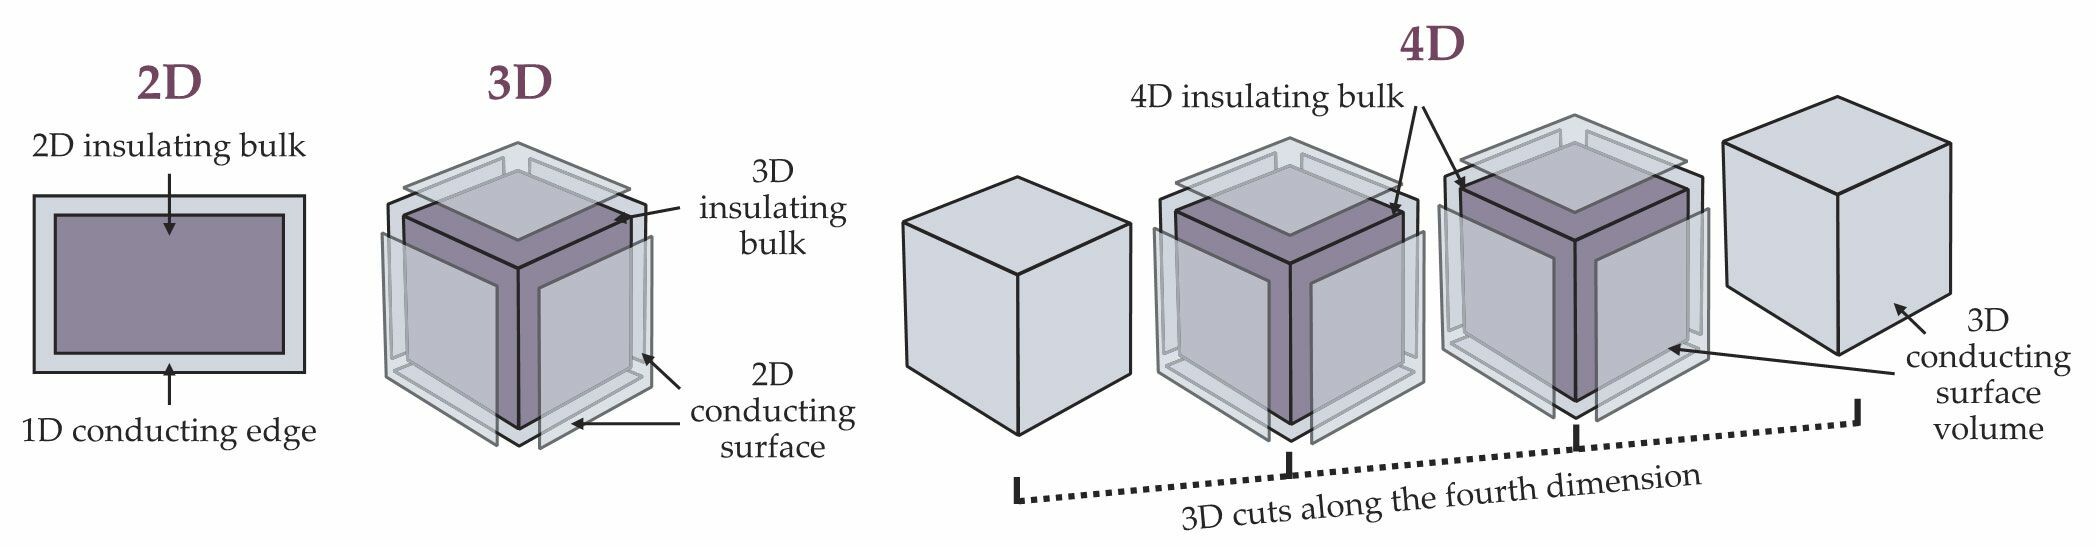 2D
2D insulating bulk
1D conducting edge
3D
3D
insulating
bulk
2D
conducting
surface
4D
4D insulating bulk
3D
conducting
surface
volume
3D cuts along the fourth dimension